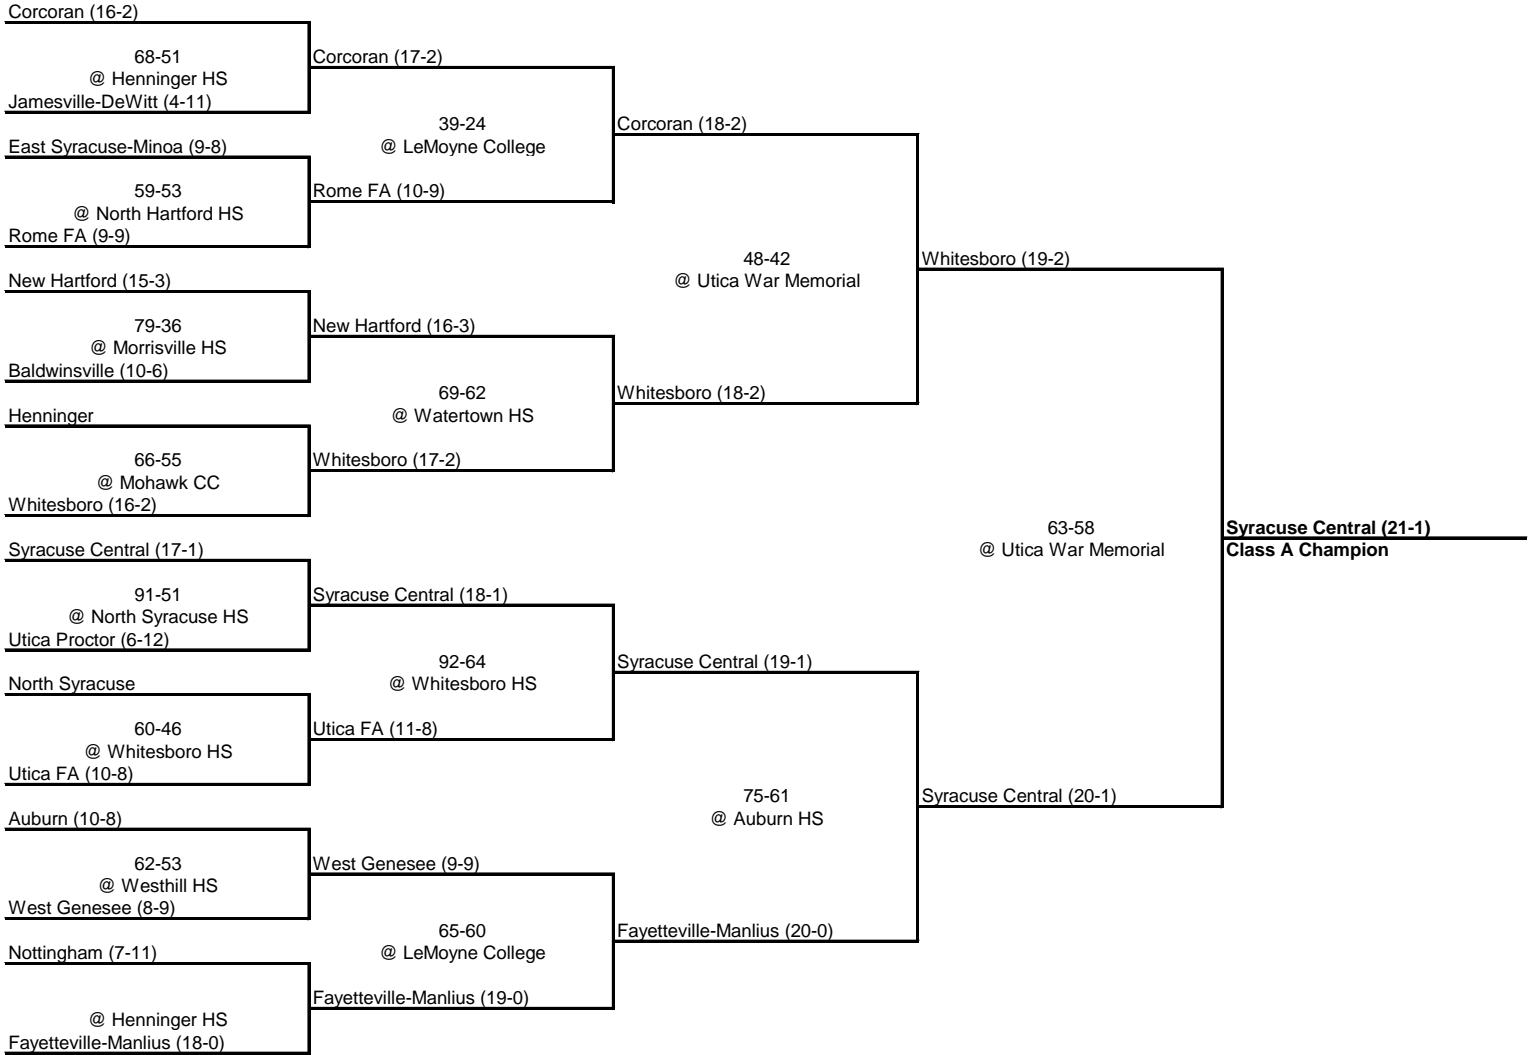 Corcoran (16-2)
68-51
@ Henninger HS
Jamesville-DeWitt (4-11)
East Syracuse-Minoa (9-8)
59-53
@ North Hartford HS
Rome FA (9-9)
New Hartford (15-3)
79-36
@ Morrisville HS
Baldwinsville (10-6)
Henninger
66-55
@ Mohawk CC
Whitesboro (16-2)
Syracuse Central (17-1)
91-51
@ North Syracuse HS
Utica Proctor (6-12)
North Syracuse
60-46
@ Whitesboro HS
Utica FA (10-8)
Auburn (10-8)
62-53
@ Westhill HS
West Genesee (8-9)
Nottingham (7-11)
@ Henninger HS
Fayetteville-Manlius (18-0)
Corcoran (17-2)
39-24
@ LeMoyne College
Rome FA (10-9)
New Hartford (16-3)
69-62
@ Watertown HS
Whitesboro (17-2)
Syracuse Central (18-1)
92-64
@ Whitesboro HS
Utica FA (11-8)
West Genesee (9-9)
65-60
@ LeMoyne College
Fayetteville-Manlius (19-0)
Corcoran (18-2)
48-42
@ Utica War Memorial
Whitesboro (18-2)
Syracuse Central (19-1)
75-61
@ Auburn HS
Fayetteville-Manlius (20-0)
Whitesboro (19-2)
63-58
@ Utica War Memorial
Syracuse Central (20-1)
Syracuse Central (21-1)
Class A Champion